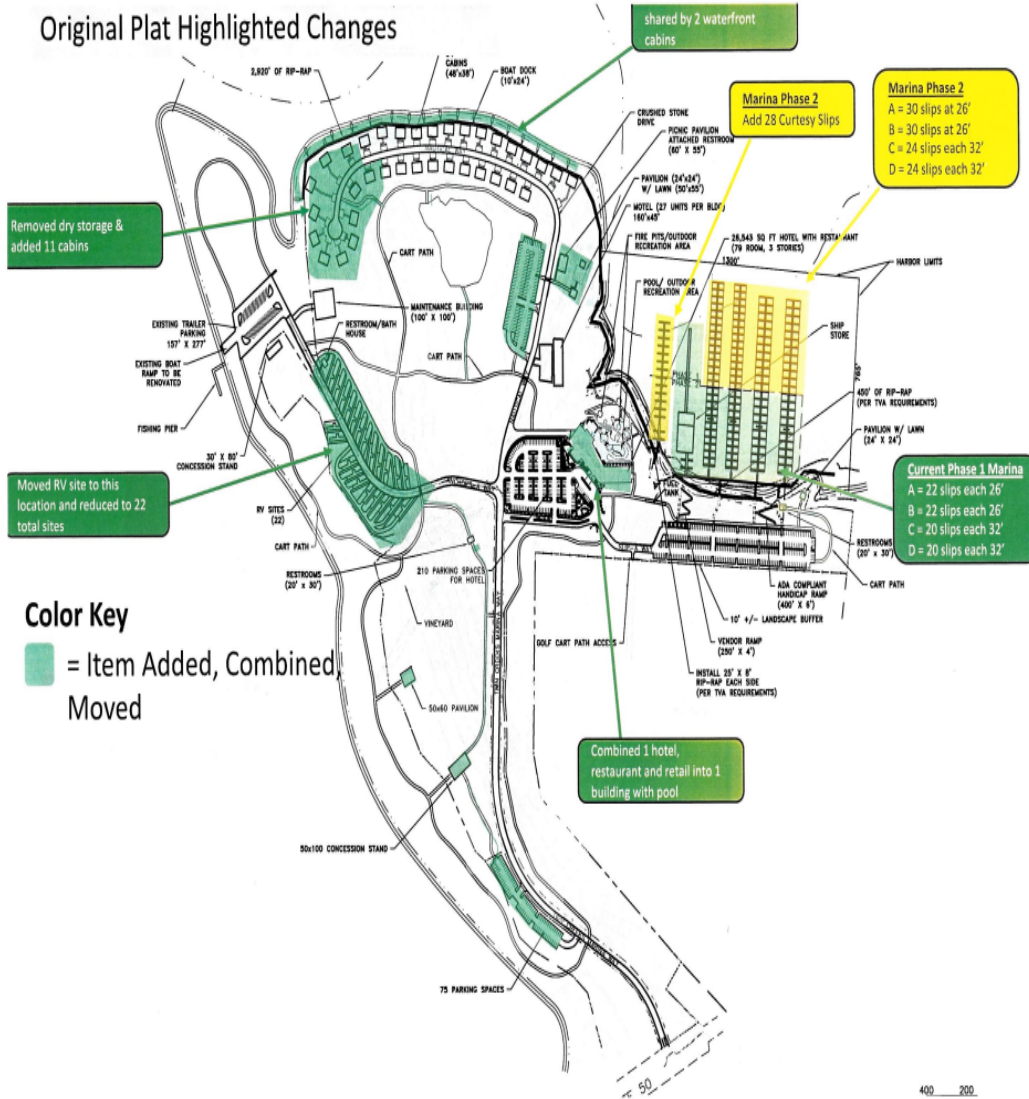 Original Plat Highlighted Changes
shared by 2 waterfront
cabins
CABINS
(48'x38')
2,920' OF RIP-RAP
BOAT DOCK
(10'x24')
CRUSHED STONE
DRIVE
PICNIC PAVILION
ATTACHED RESTROOM
(60' X 55')
PAVILION (24'x24')
W/ LAWN (50'x55')
MOTEL (27 UNITS PER BLDG)
160'x45'
FIRE PITS/OUTDOOR
RECREATION AREA
26,543 SQ FT HOTEL WITH RESTAURANT
(79 ROOM, 3 STORIES)
1300'
POOL/ OUTDOOR
RECREATION AREA
HARBOR LIMITS
Marina Phase 2
Add 28 Curtesy Slips
Marina Phase 2
A = 30 slips at 26'
B = 30 slips at 26'
C = 24 slips each 32'
D = 24 slips each 32'
Removed dry storage &
added 11 cabins
CART PATH
MAINTENANCE BUILDING
(100' X 100')
EXISTING TRAILER
PARKING
157' X 277'
RESTROOM/BATH
HOUSE
CART PATH
EXISTING BOAT
RAMP TO BE
RENOVATED
FISHING PIER
30' X 80'
CONCESSION STAND
SHIP
STORE
PHASE 1
PHASE
765'
450' OF RIP-RAP
(PER TVA REQUIREMENTS)
PAVILION W/ LAWN
(24' X 24')
Moved RV site to this
location and reduced to 22
total sites
RV SITES
(22)
CART PATH
FUEL
TANK
Current Phase 1 Marina
A = 22 slips each 26'
B = 22 slips each 26'
C = 20 slips each 32'
D = 20 slips each 32'
RESTROOMS
(20' x 30')
210 PARKING SPACES
FOR HOTEL
RESTROOMS
(20' x 30')
CART PATH
ADA COMPLIANT
HANDICAP RAMP
(400' X 6')
10' +/- LANDSCAPE BUFFER
VENDOR RAMP
(250' X 4')
GOLF CART PATH ACCESS
INSTALL 25' X 8'
RIP-RAP EACH SIDE
(PER TVA REQUIREMENTS)
Color Key
= Item Added, Combined,
Moved
VINEYARD
50x60 PAVILION
Combined 1 hotel,
restaurant and retail into 1
building with pool
50x100 CONCESSION STAND
75 PARKING SPACES
50
400 200